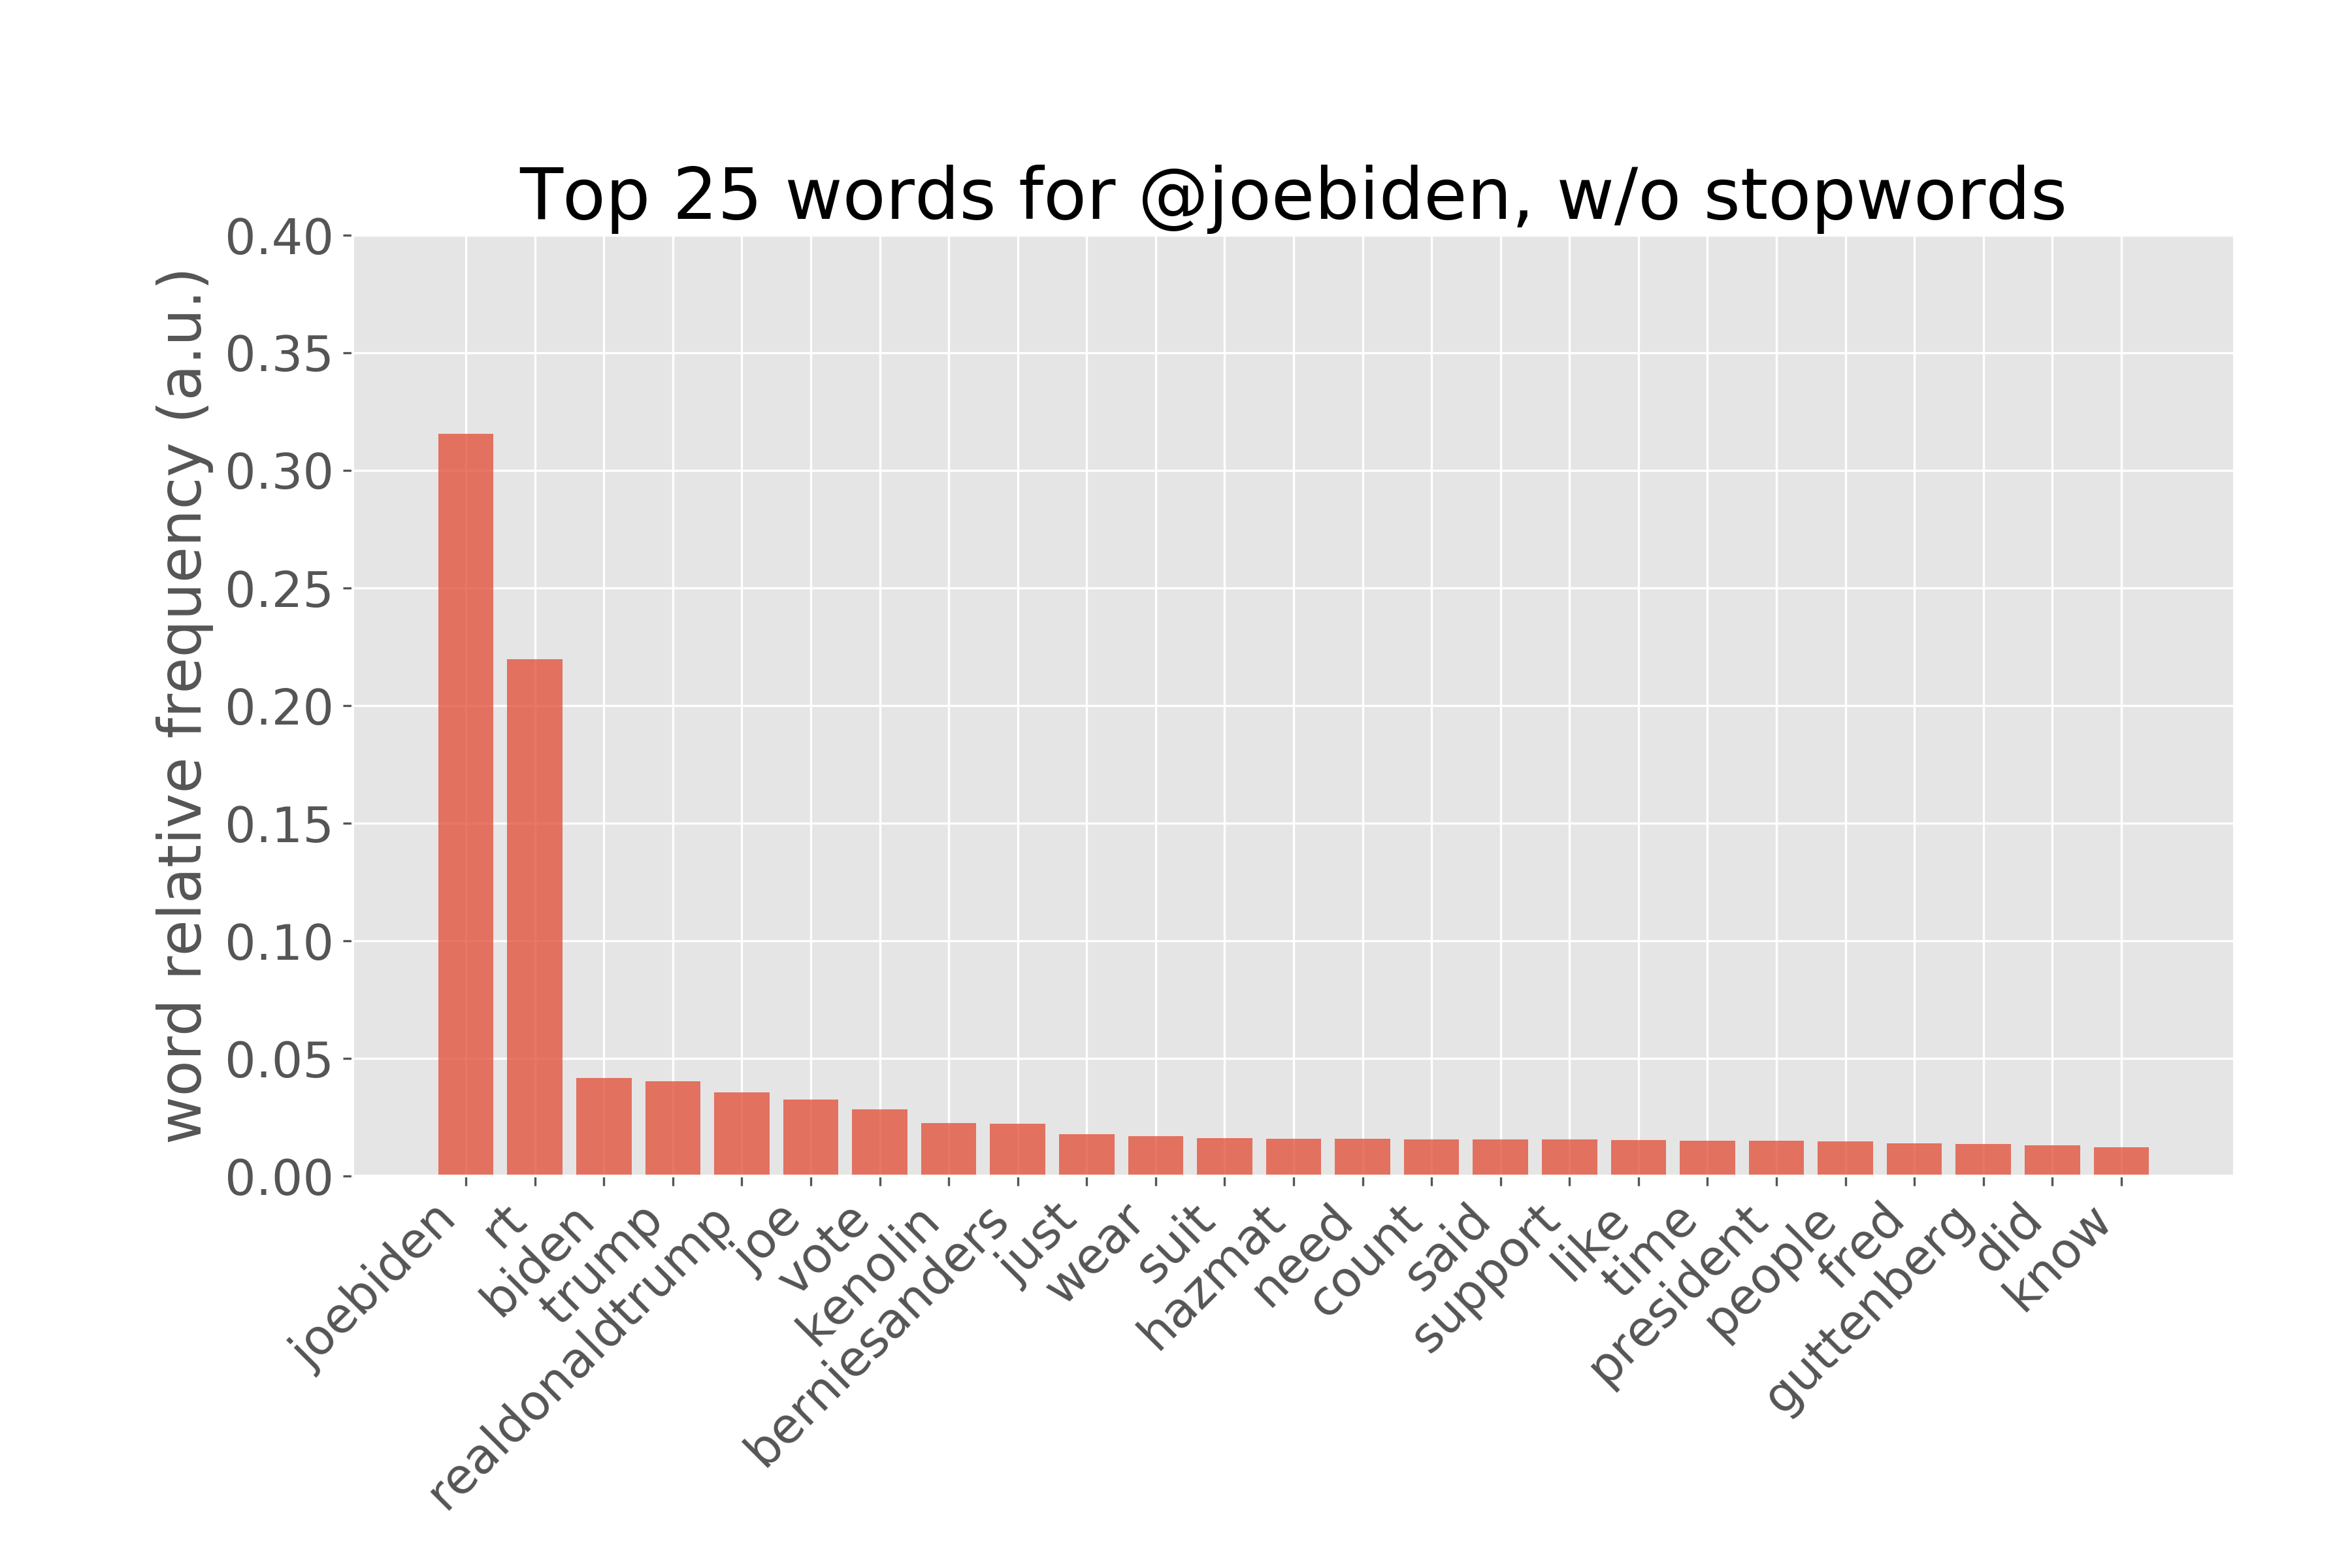 Top 25 words for @joebiden, w/o stopwords
word relative frequency (a.u.)
0.40
0.35
0.30
0.25
0.20
0.15
0.10
0.05
0.00
joebiden
rt
biden
trump
realdonaldtrump
joe
vote
kenolin
berniesanders
just
wear
suit
hazmat
need
count
said
support
like
time
president
people
fred
guttenberg
did
know